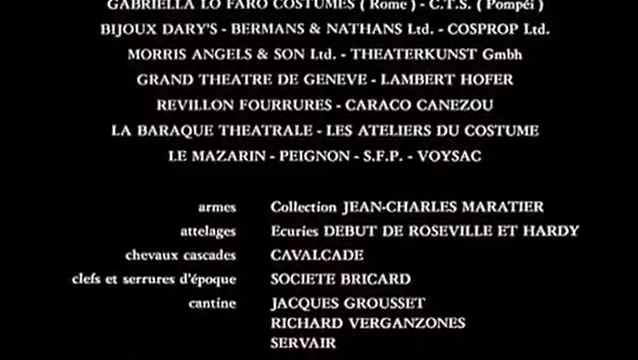 GABRIELLA LO FARO COSTUMES ( Rome ) - C.T.S. ( Pompéi )
BIJOUX DARY'S - BERMANS & NATHANS Ltd. - COSPROP Ltd.
MORRIS ANGELS & SON Ltd. - THEATERKUNST Gmbh
GRAND THEATRE DE GENEVE - LAMBERT HOFER
REVILLON FOURRURES - CARACO CANEZOU
LA BARAQUE THEATRALE - LES ATELIERS DU COSTUME
LE MAZARIN - PEIGNON - S.F.P. - VOYSAC
armes Collection JEAN-CHARLES MARATIER
attelages Ecuries DEBUT DE ROSEVILLE ET HARDY
chevaux cascades CAVALCADE
clefs et serrures d'époque SOCIETE BRICARD
cantine JACQUES GROUSSET
RICHARD VERGANZONES
SERVAIR